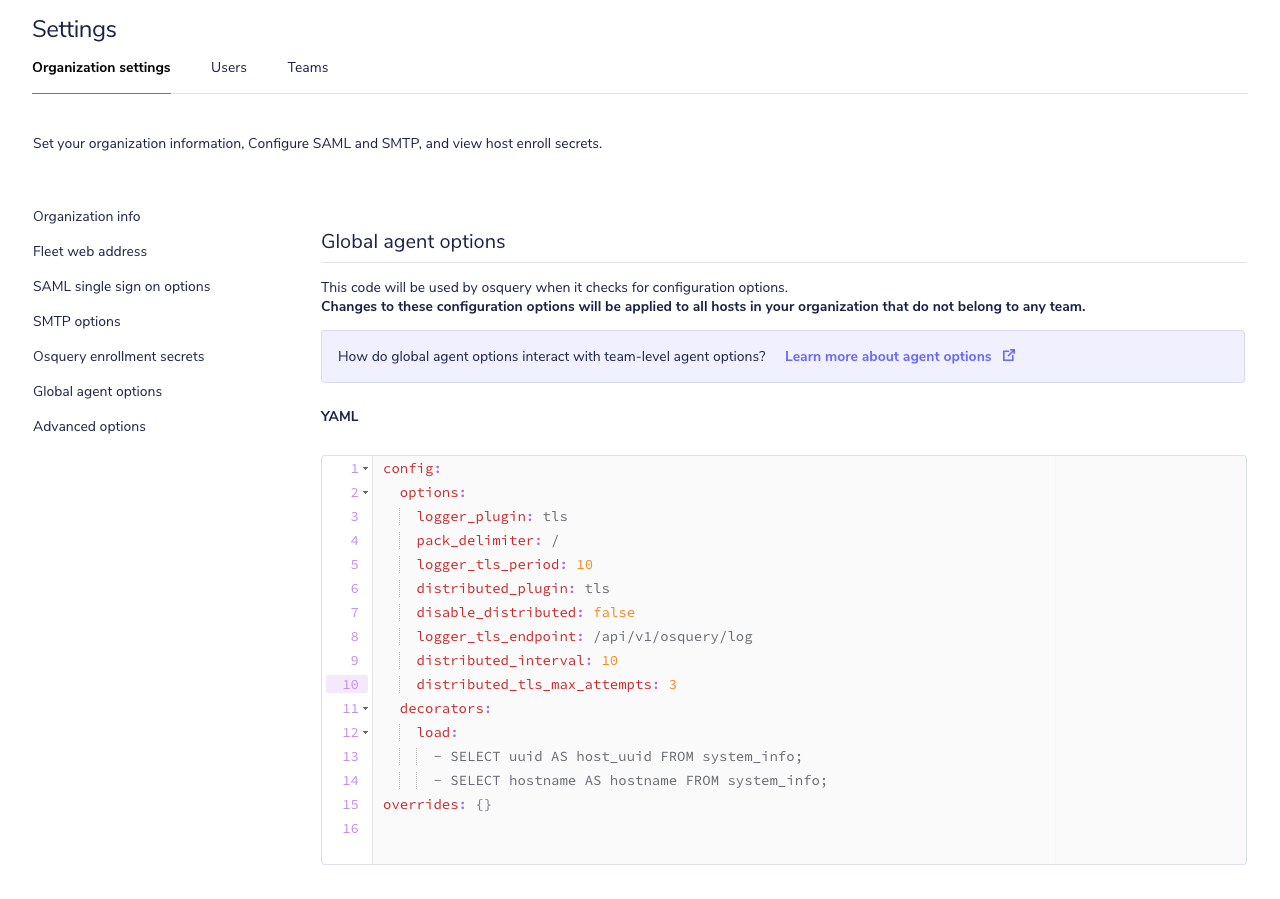 Settings
Organization settings
Users
Teams
Set your organization information, Configure SAML and SMTP, and view host enroll secrets.
Organization info
Fleet web address
SAML single sign on options
SMTP options
Osquery enrollment secrets
Global agent options
Advanced options
Global agent options
This code will be used by osquery when it checks for configuration options.
Changes to these configuration options will be applied to all hosts in your organization that do not belong to any team.
How do global agent options interact with team-level agent options? Learn more about agent options
YAML
1 config:
2   options:
3     logger_plugin: tls
4     pack_delimiter: /
5     logger_tls_period: 10
6     distributed_plugin: tls
7     disable_distributed: false
8     logger_tls_endpoint: /api/v1/osquery/log
9     distributed_interval: 10
10     distributed_tls_max_attempts: 3
11   decorators:
12     load:
13       - SELECT uuid AS host_uuid FROM system_info;
14       - SELECT hostname AS hostname FROM system_info;
15 overrides: {}
16